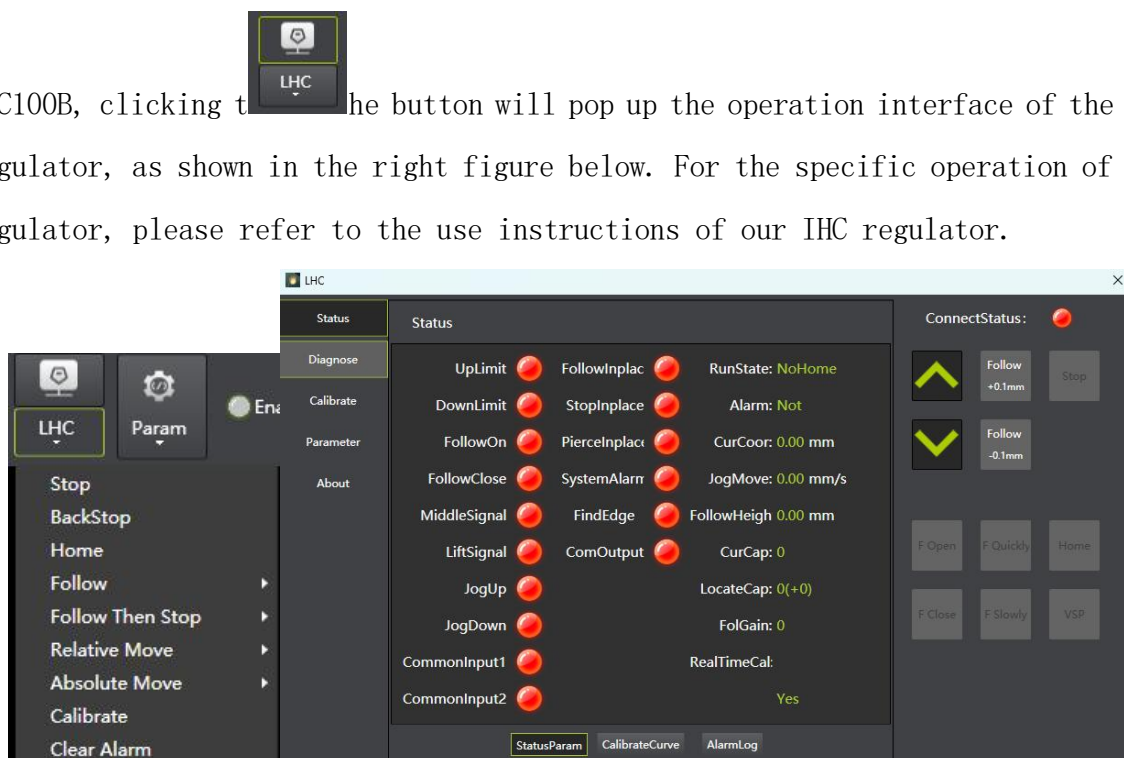 LHC
C100B, clicking the button will pop up the operation interface of the
gulator, as shown in the right figure below. For the specific operation of
gulator, please refer to the use instructions of our IHC regulator.
LHC
Param
Ena
Stop
BackStop
Home
Follow
Follow Then Stop
Relative Move
Absolute Move
Calibrate
Clear Alarm
LHC
Status
Diagnose
Calibrate
Parameter
About
Status
UpLimit FollowInplac RunState: NoHome
DownLimit StopInplace Alarm: Not
FollowOn PierceInplace CurCoor: 0.00 mm
FollowClose SystemAlarm JogMove: 0.00 mm/s
MiddleSignal FindEdge FollowHeigh 0.00 mm
LiftSignal ComOutput CurCap: 0
JogUp LocateCap: 0(+0)
JogDown FolGain: 0
CommonInput1 RealTimeCal:
CommonInput2 Yes
StatusParam CalibrateCurve AlarmLog
ConnectStatus:
Follow
+0.1mm
Stop
Follow
-0.1mm
F Open F Quickly Home
F Close F Slowly VSP